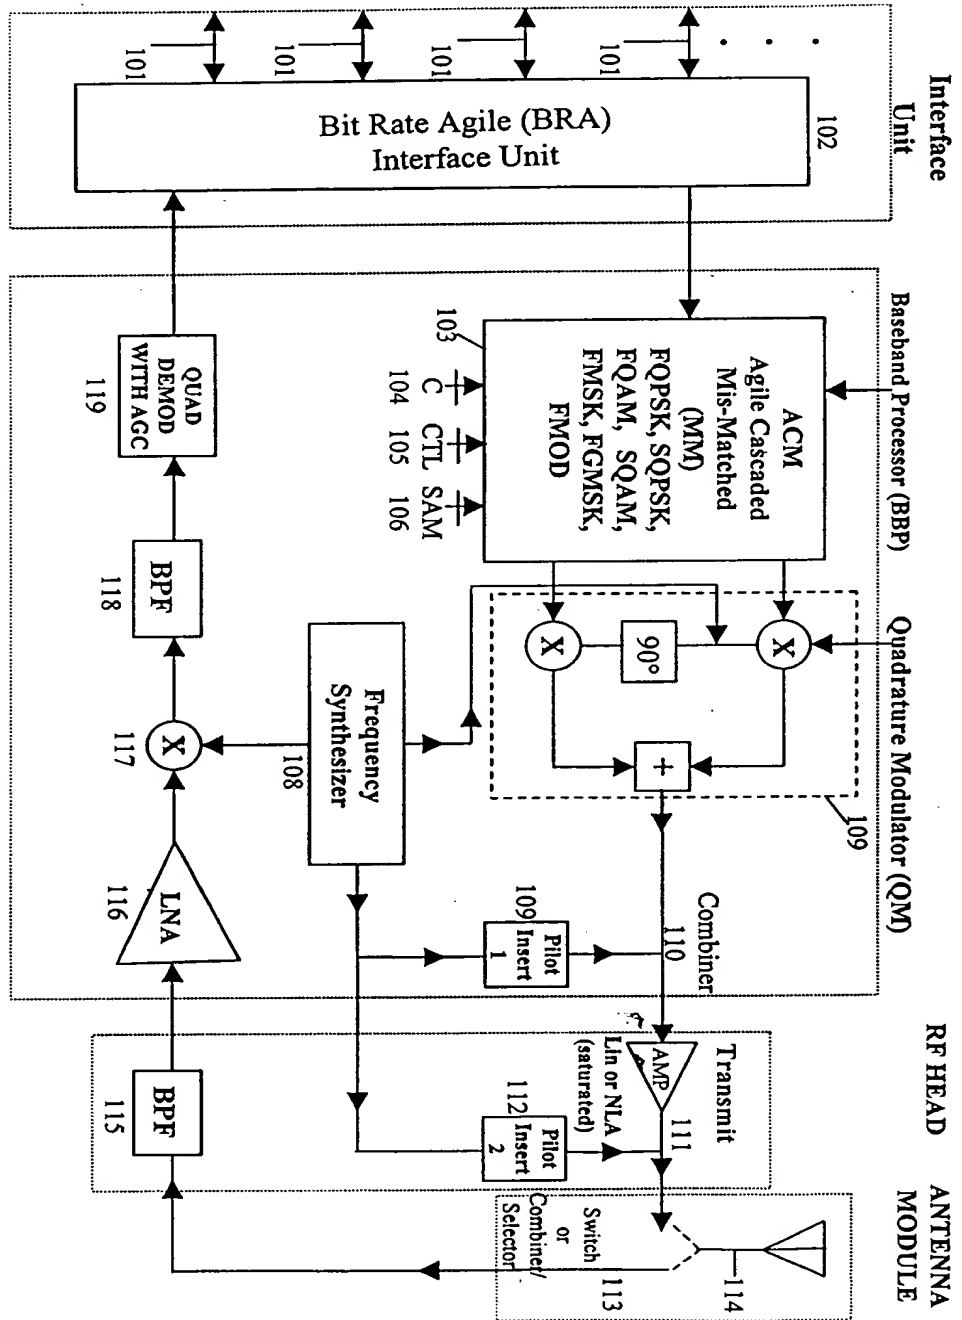 Interface
Unit
Baseband Processor (BBP)
Quadrature Modulator (QM)
RF HEAD
ANTENNA
MODULE
101
101
101
101
102
Bit Rate Agile (BRA)
Interface Unit
103
ACM
Agile Cascaded
Mis-Matched
(MM)
FQPSK, SQPSK,
FQAM, SQAM,
FMSK, FGMSK,
FMOD
C
104
CTL
105
SAM
106
X
90°
X
+
109
Combiner
110
Pilot
Insert
1
109
Transmit
AMP
111
Lin or NLA
(saturated)
Pilot
Insert
2
112
Switch
or
Combiner/
Selector
113
114
Frequency
Synthesizer
108
QUAD
DEMOD
WITH AGC
119
BPF
118
X
117
LNA
116
BPF
115